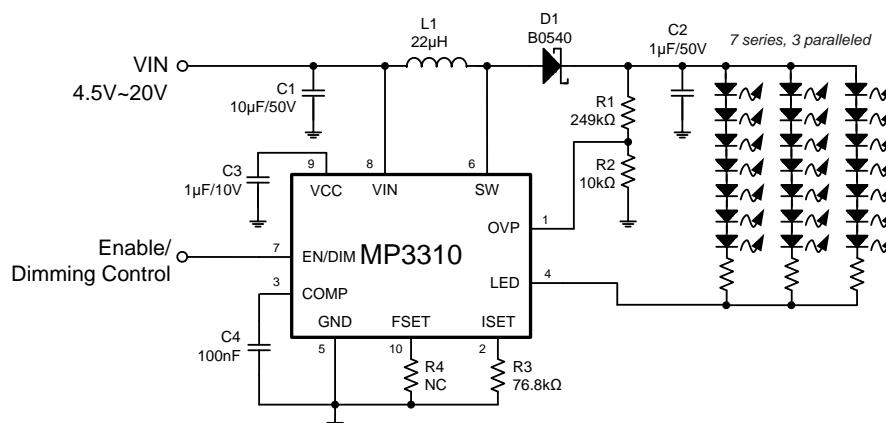 L1
22µH
D1
B0540
C2
1µF/50V
7 series, 3 paralleled
VIN
4.5V~20V
C1
10µF/50V
R1
249kΩ
R2
10kΩ
C3
1µF/10V
9
8
6
VCC
VIN
SW
1
OVP
Enable/
Dimming Control
7
EN/DIM
MP3310
3
COMP
LED
4
C4
100nF
GND
FSET
ISET
5
10
2
R4
NC
R3
76.8kΩ